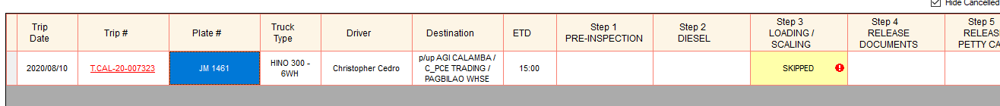 Hide Cancelled
Trip
Date
Trip #
Plate #
Truck
Type
Driver
Destination
ETD
Step 1
PRE-INSPECTION
Step 2
DIESEL
Step 3
LOADING /
SCALING
Step 4
RELEASE
DOCUMENTS
Step 5
RELEAS
PETTY CA
2020/08/10
T.CAL-20-007323
JM 1461
HINO 300 -
6WH
Christopher Cedro
p/up AGI CALAMBA /
C_PCE TRADING /
PAGBILAO WHSE
15:00
SKIPPED